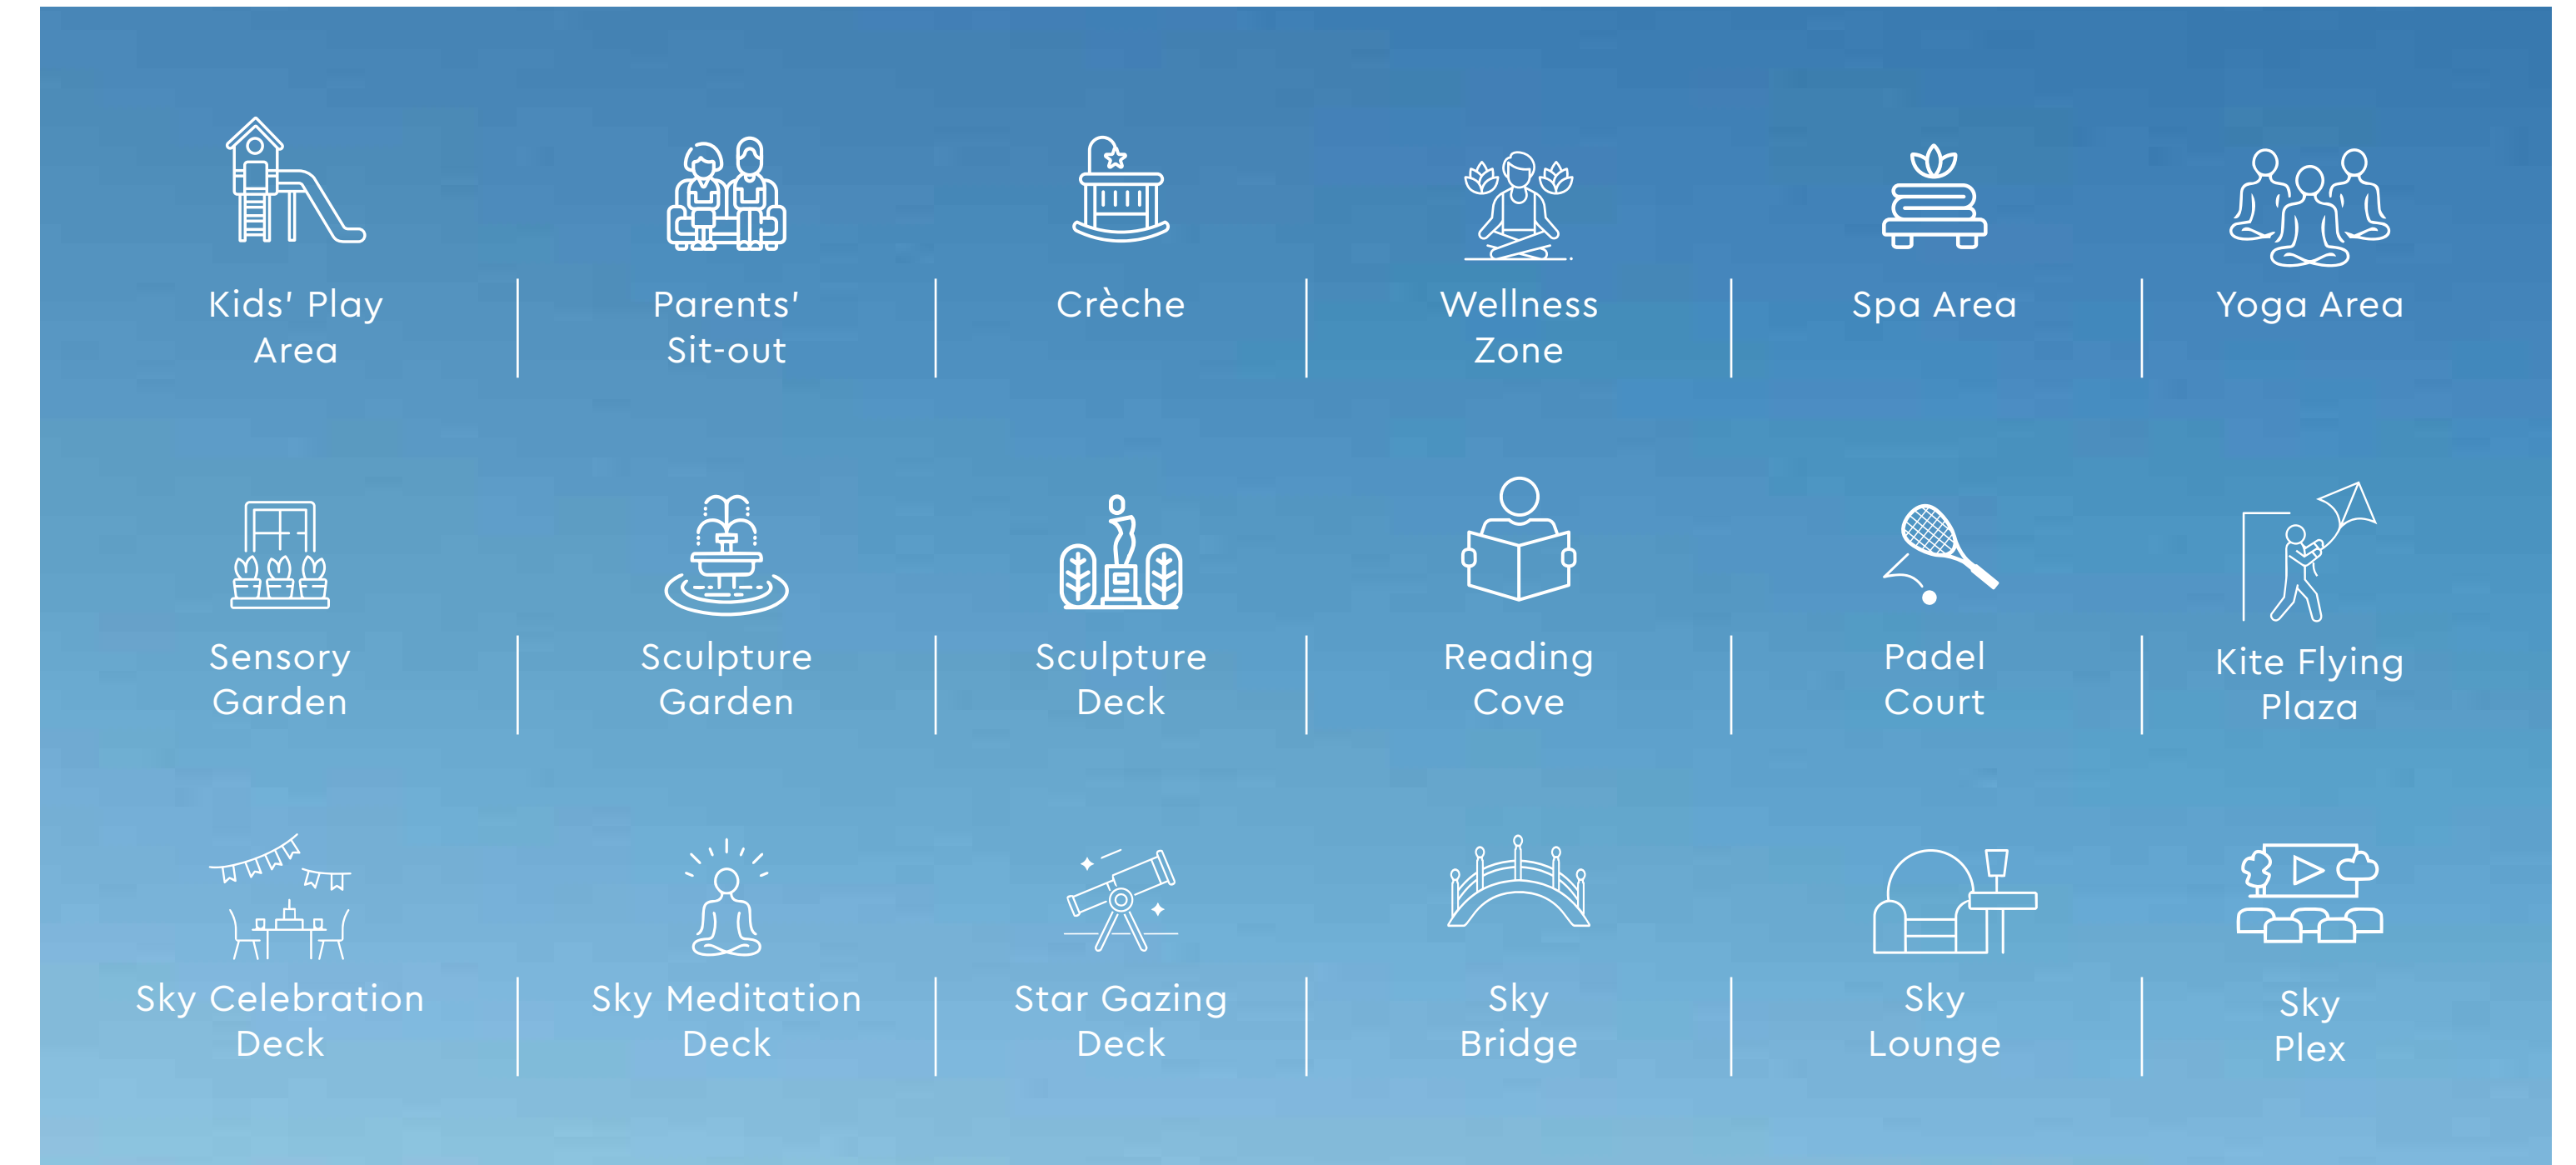 Kids' Play
Area
Parents'
Sit-out
Crèche
Wellness
Zone
Spa Area
Yoga Area
Sensory
Garden
Sculpture
Garden
Sculpture
Deck
Reading
Cove
Padel
Court
Kite Flying
Plaza
Sky Celebration
Deck
Sky Meditation
Deck
Star Gazing
Deck
Sky
Bridge
Sky
Lounge
Sky
Plex